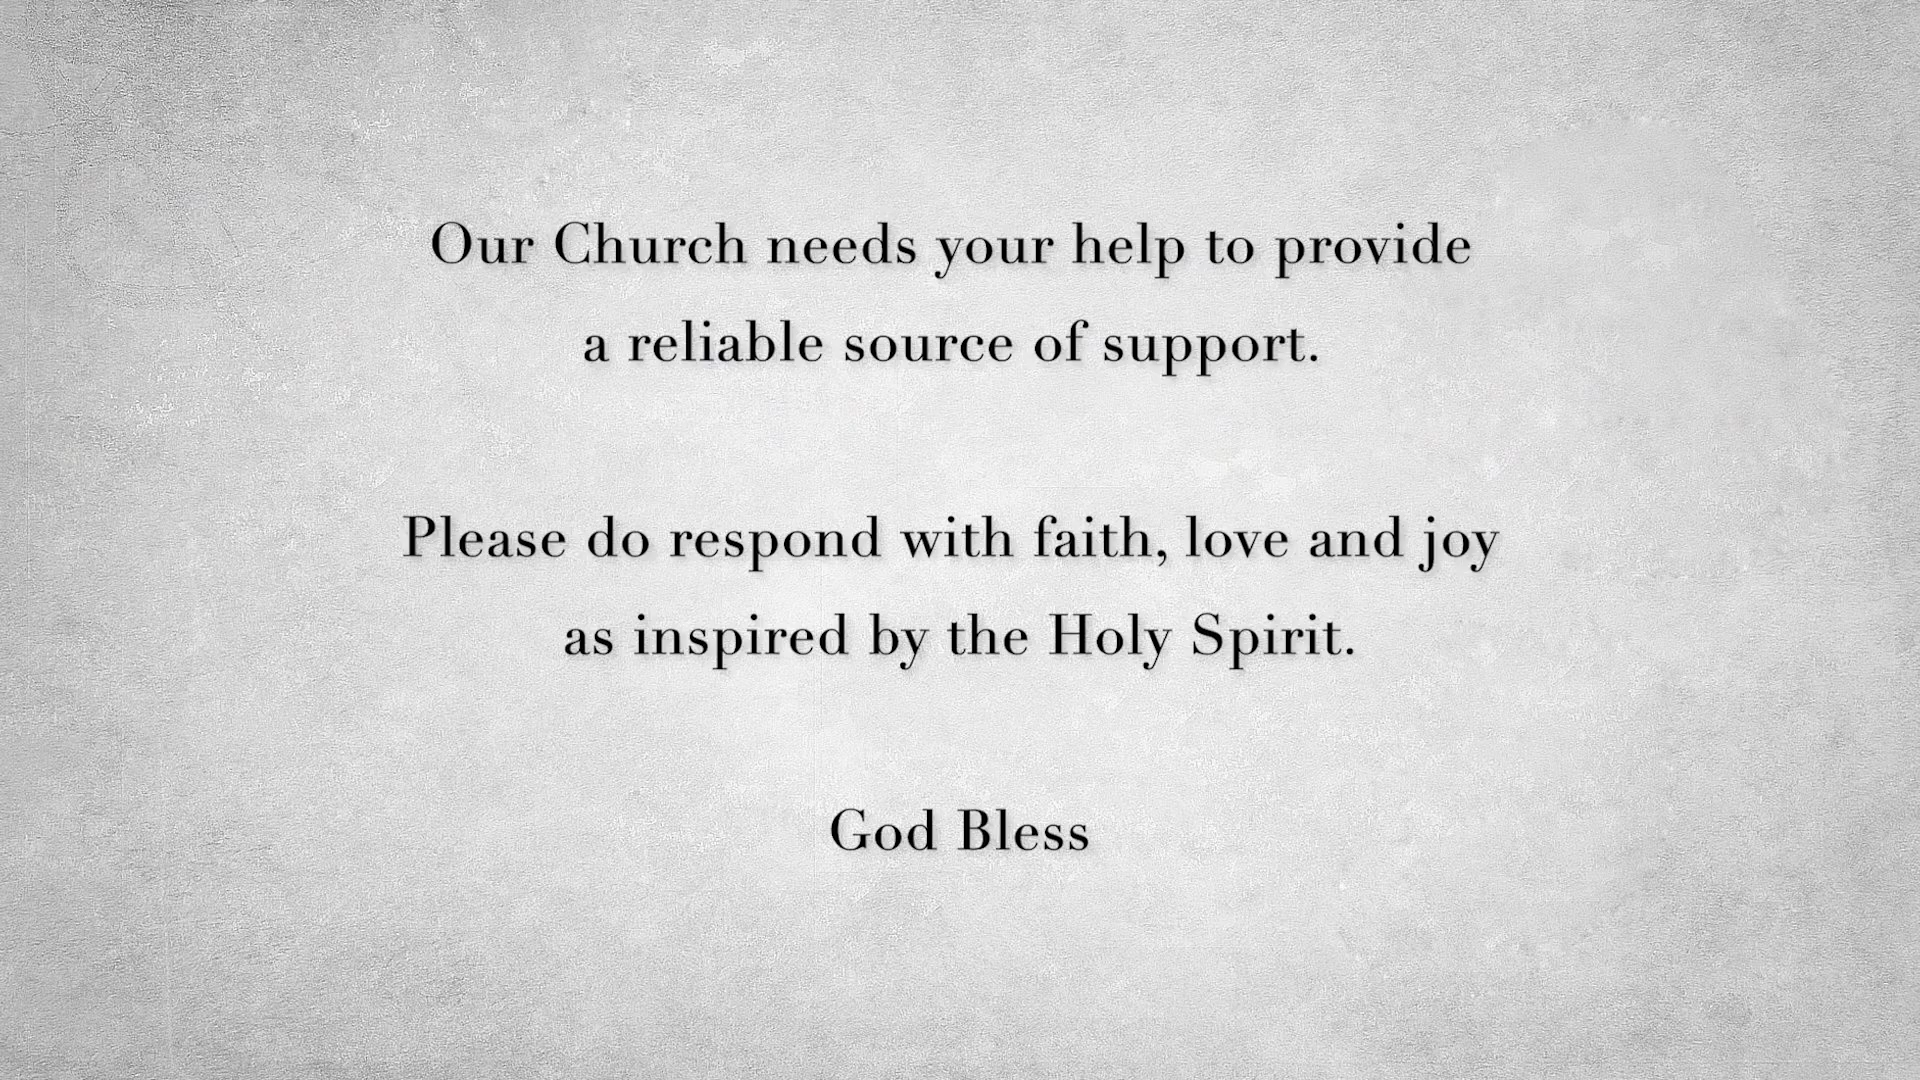 Our Church needs your help to provide
a reliable source of support.
Please do respond with faith, love and joy
as inspired by the Holy Spirit.
God Bless